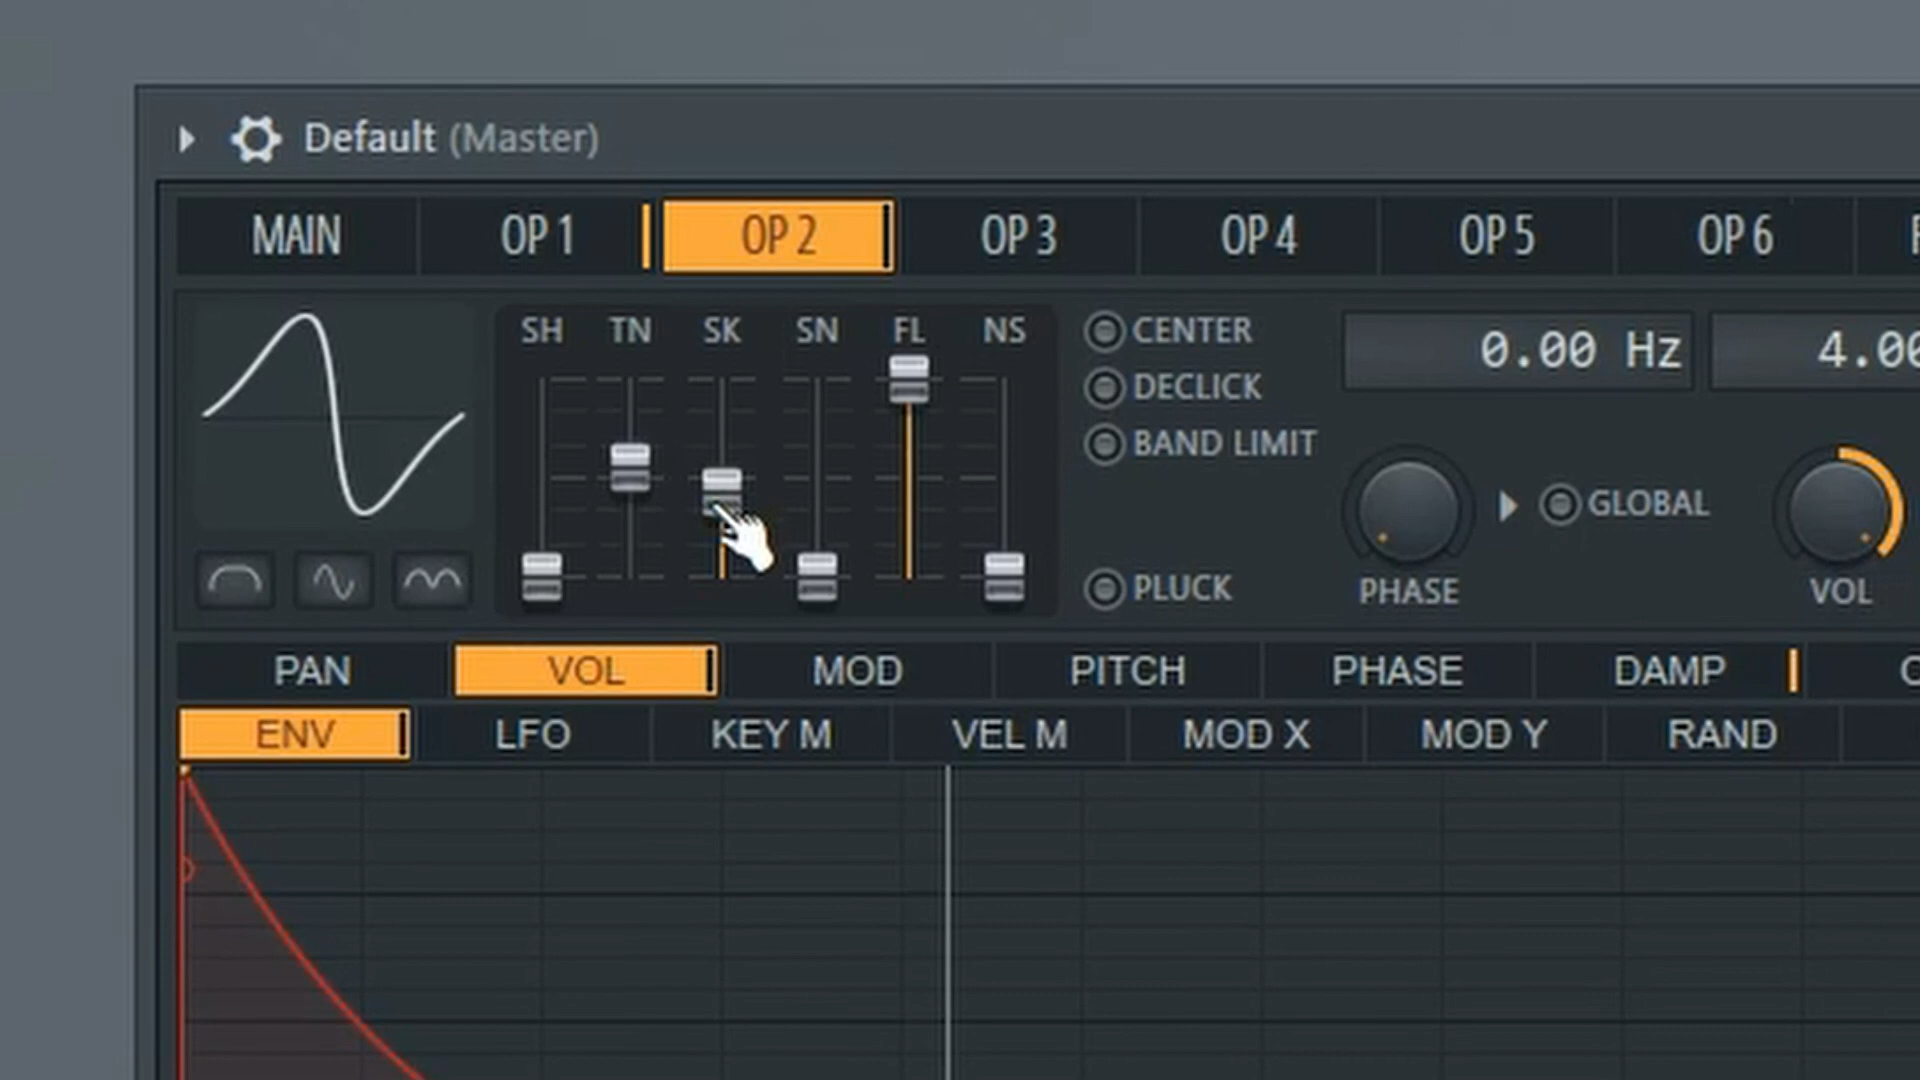 Default (Master)
MAIN OP 1 OP 2 OP 3 OP 4 OP 5 OP 6
SH TN SK SN FL NS
CENTER
DECLICK
BAND LIMIT
PLUCK
0.00 Hz
4.00
GLOBAL
PHASE
VOL
PAN VOL MOD PITCH PHASE DAMP
ENV LFO KEY M VEL M MOD X MOD Y RAND